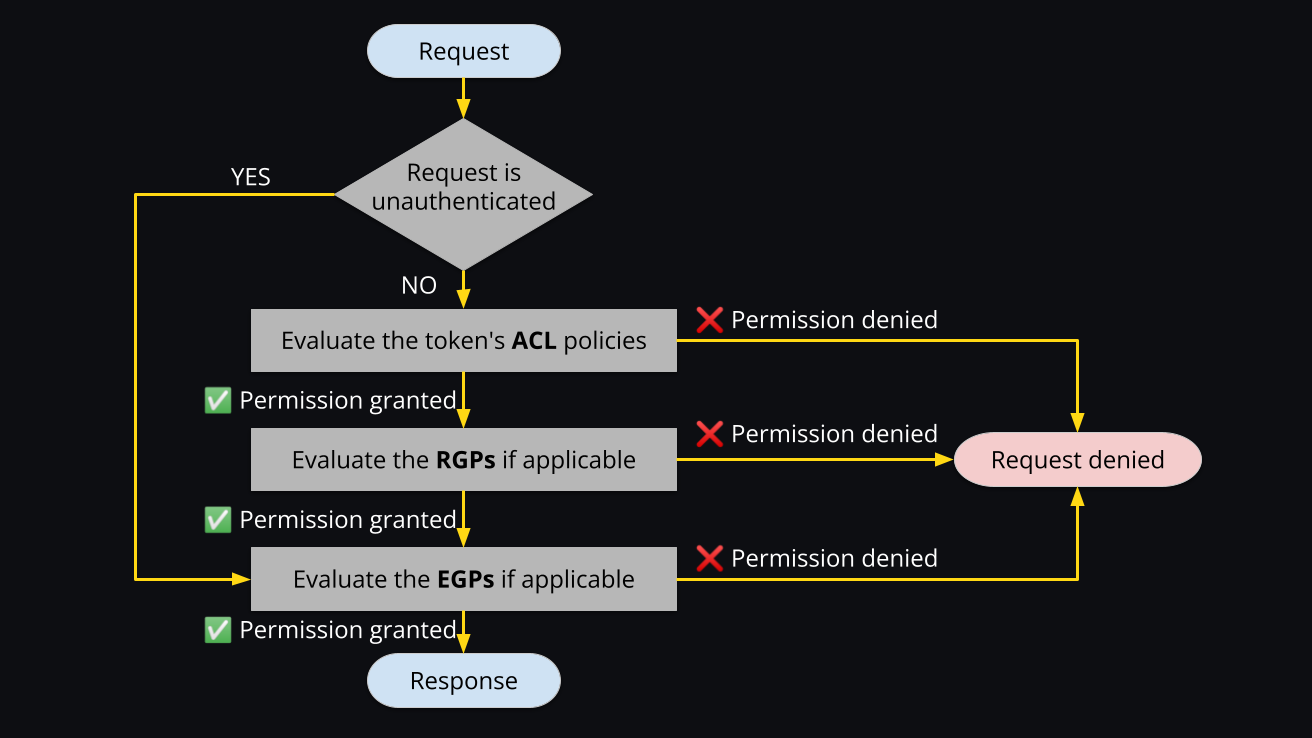 Request
Request is
unauthenticated
YES
NO
Evaluate the token's ACL policies
❌ Permission denied
✅ Permission granted
Evaluate the RGPs if applicable
❌ Permission denied
Request denied
✅ Permission granted
Evaluate the EGPs if applicable
❌ Permission denied
✅ Permission granted
Response